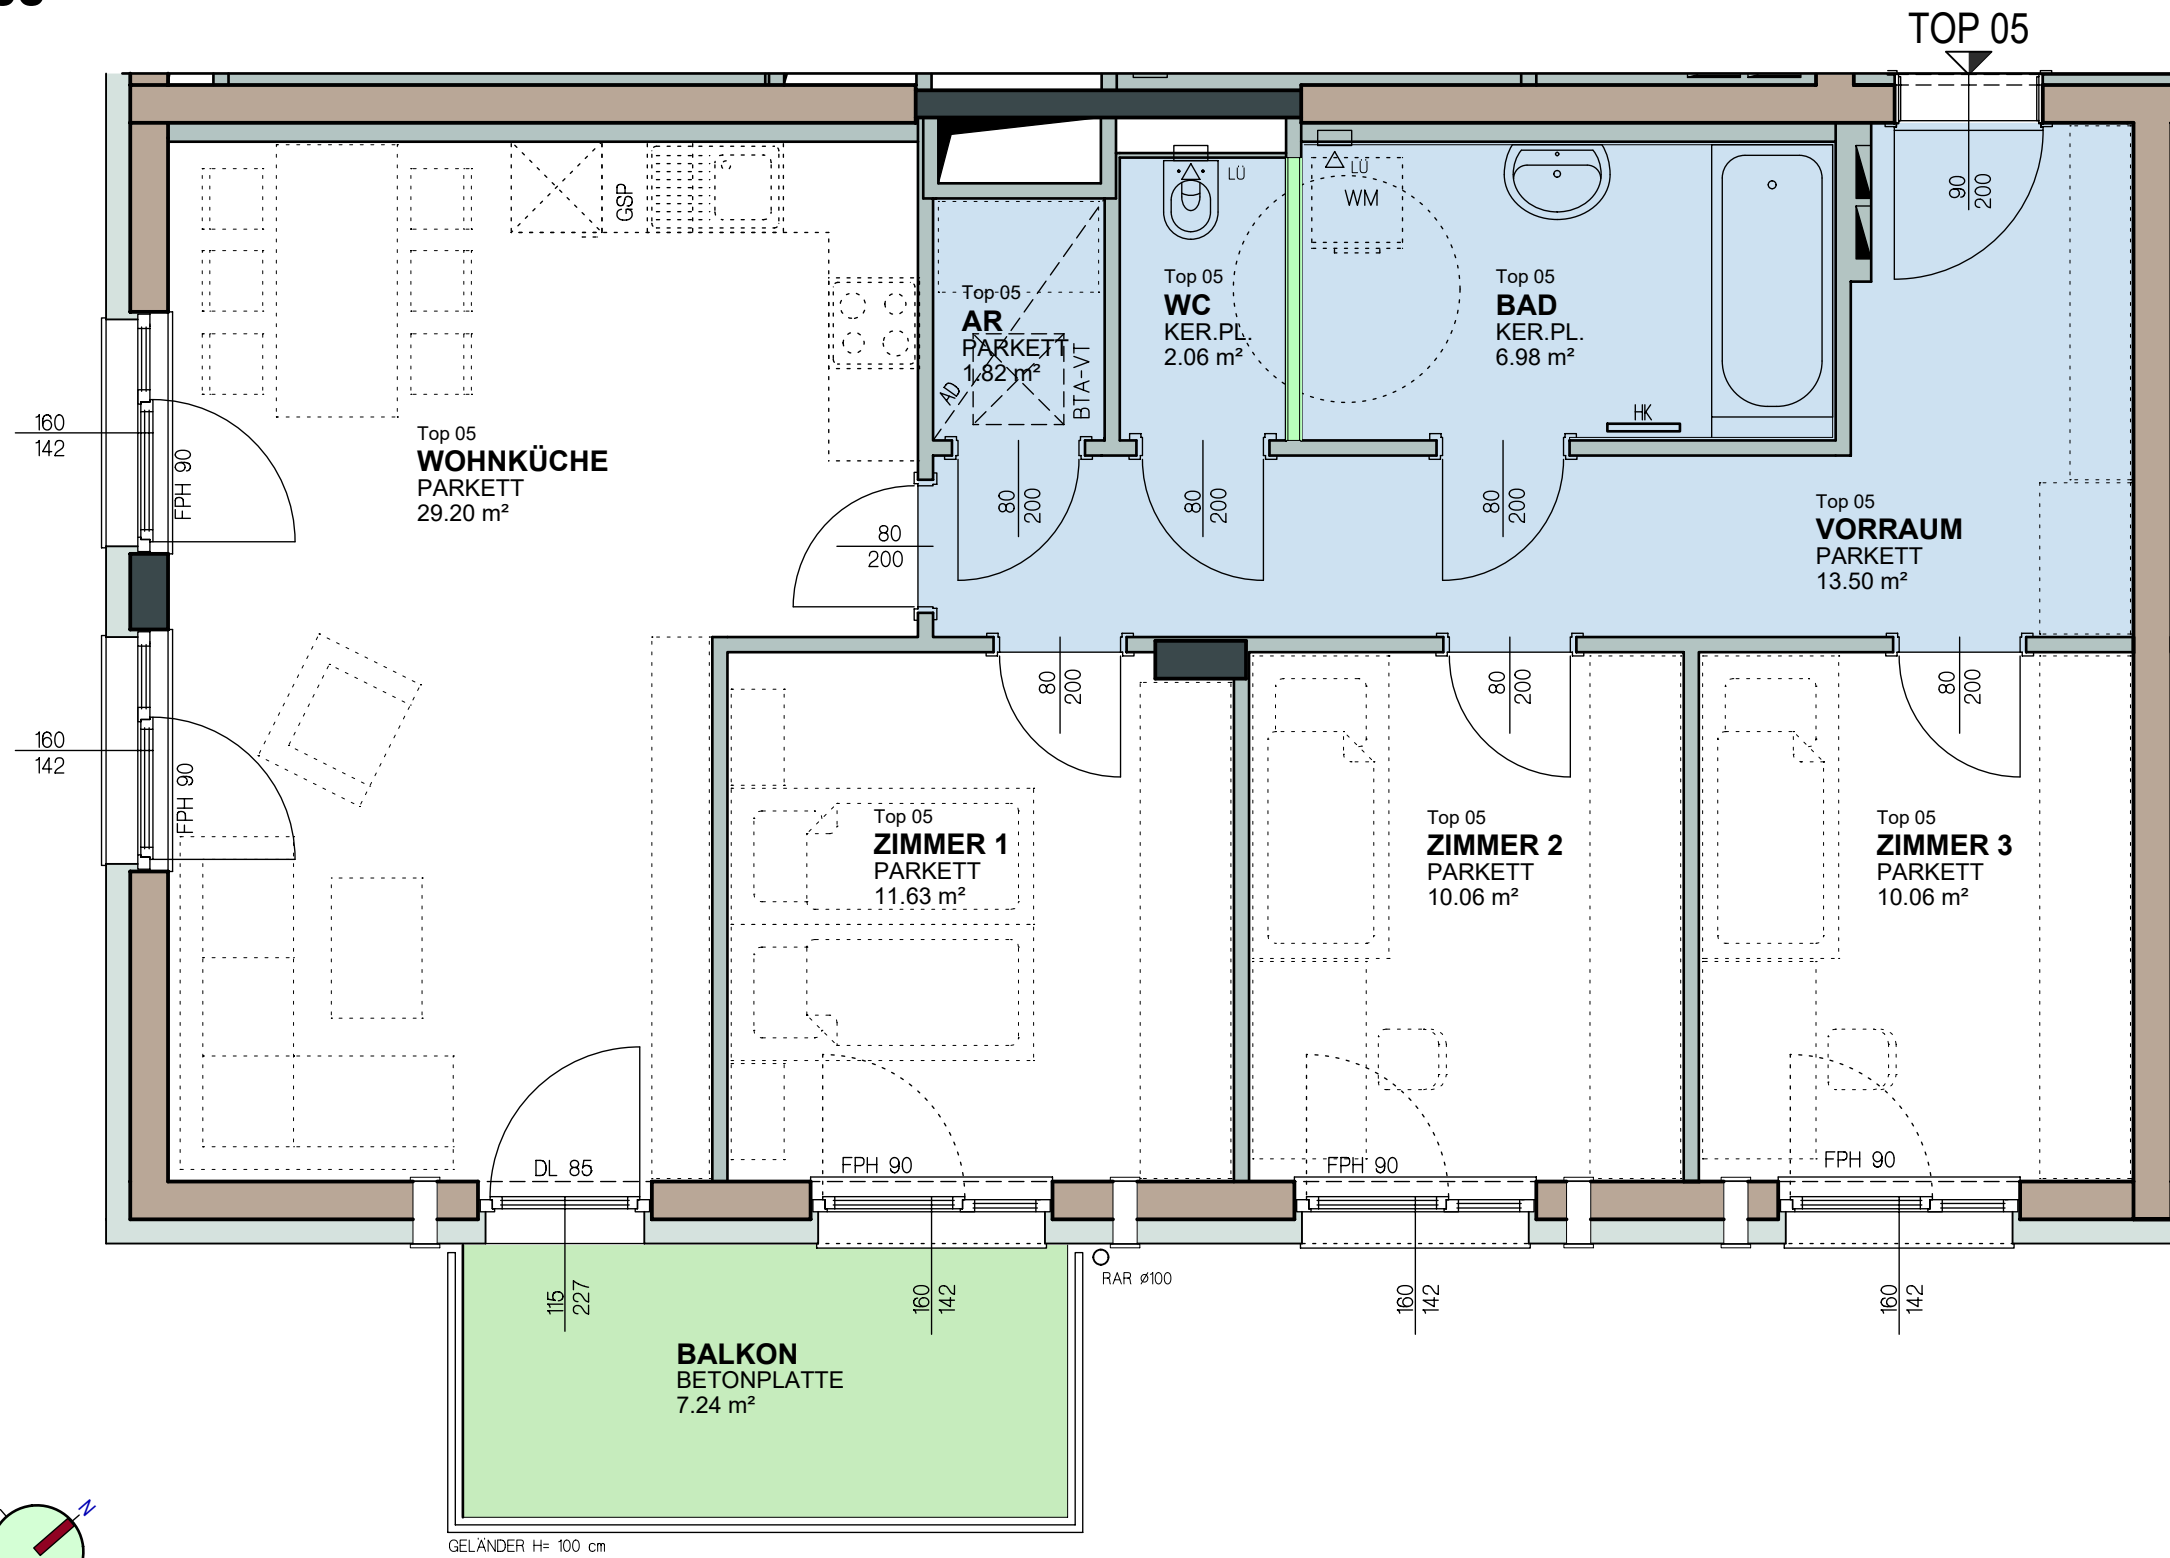 TOP 05
90
200
GSP
LÜ
LÜ
WM
Top 05
AR
PARKETT
1.82 m²
AD
BTA-VT
Top 05
WC
KER.PL.
2.06 m²
Top 05
BAD
KER.PL.
6.98 m²
HK
160
142
FPH 90
Top 05
WOHNKÜCHE
PARKETT
29.20 m²
80
200
80
200
80
200
80
200
Top 05
VORRAUM
PARKETT
13.50 m²
80
200
80
200
80
200
160
142
FPH 90
Top 05
ZIMMER 1
PARKETT
11.63 m²
Top 05
ZIMMER 2
PARKETT
10.06 m²
Top 05
ZIMMER 3
PARKETT
10.06 m²
DL 85
FPH 90
FPH 90
FPH 90
RAR ø100
115
227
160
142
160
142
160
142
BALKON
BETONPLATTE
7.24 m²
N
GELÄNDER H= 100 cm